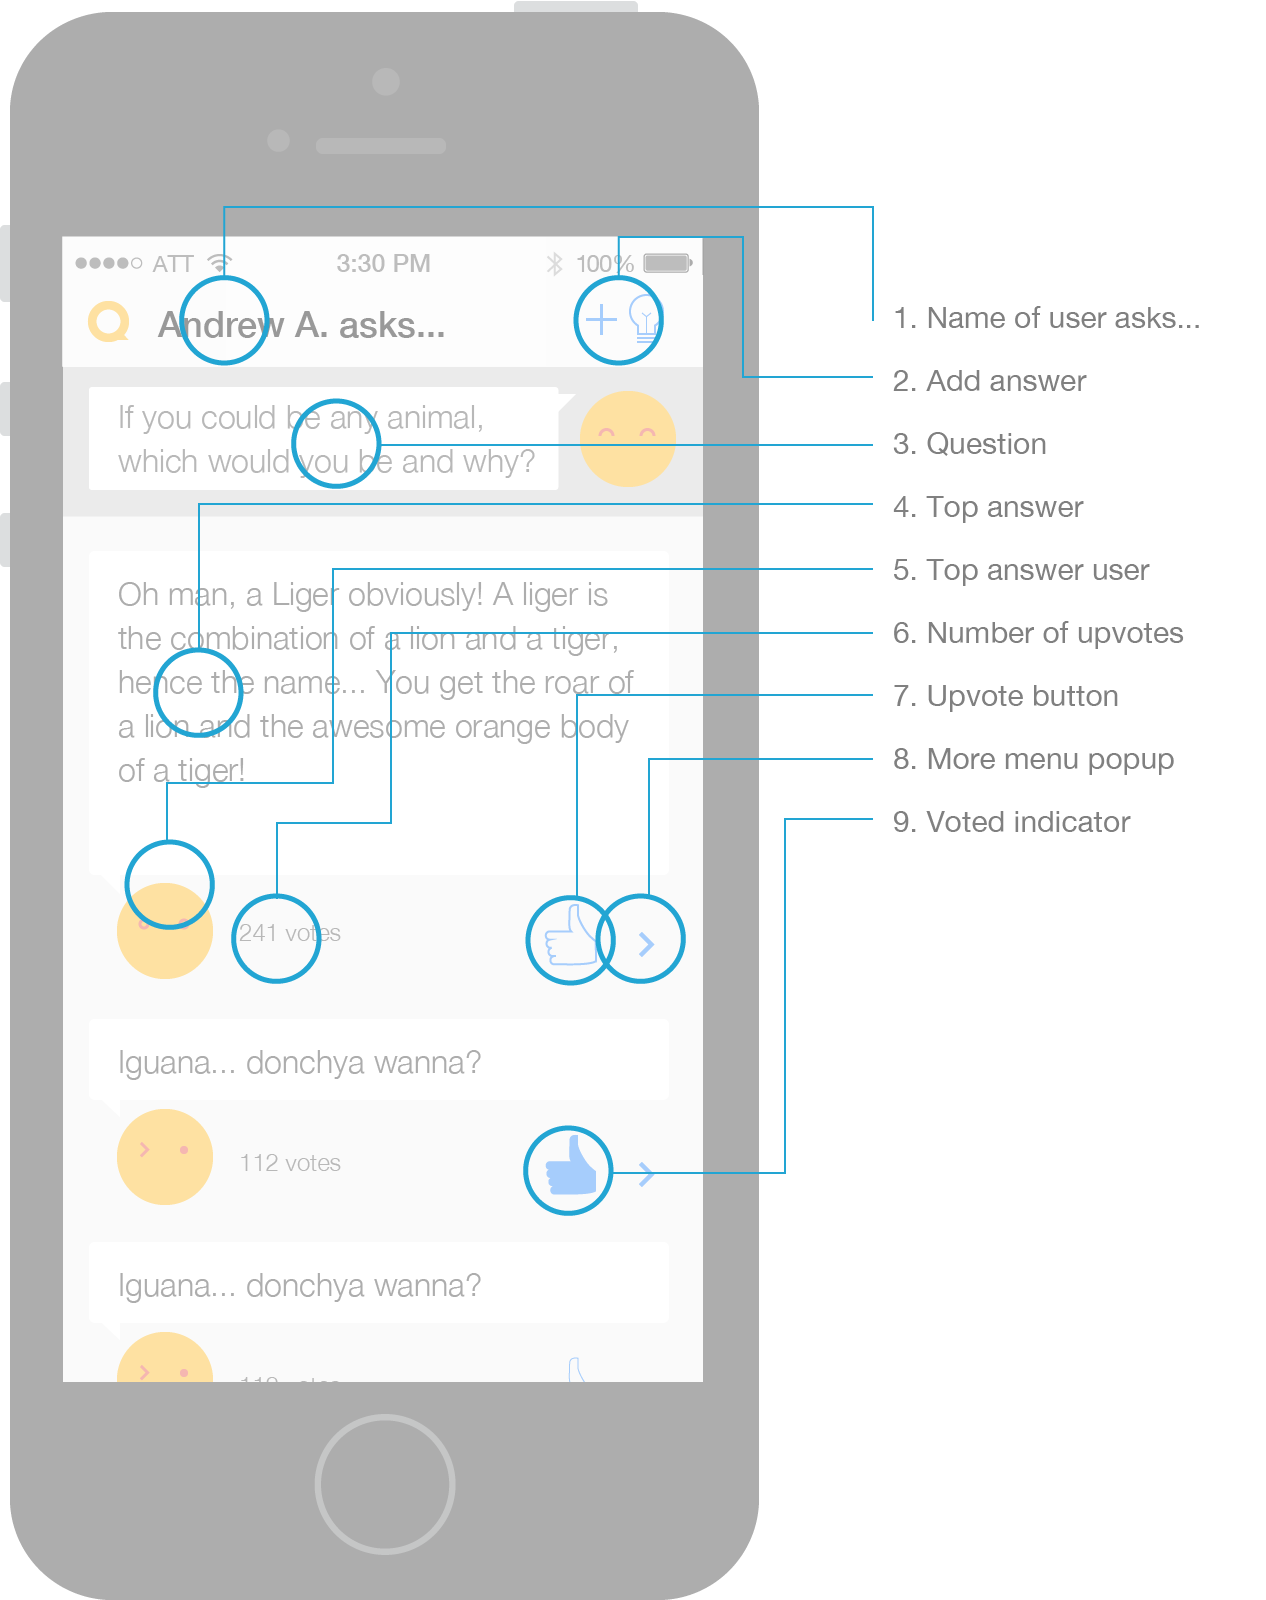 ATT 3:30 PM 100%
Andrew A. asks...
If you could be any animal,
which would you be and why?
Oh man, a Liger obviously! A liger is
the combination of a lion and a tiger,
hence the name... You get the roar of
a lion and the awesome orange body
of a tiger!
241 votes
Iguana... donchya wanna?
112 votes
Iguana... donchya wanna?
1. Name of user asks...
2. Add answer
3. Question
4. Top answer
5. Top answer user
6. Number of upvotes
7. Upvote button
8. More menu popup
9. Voted indicator